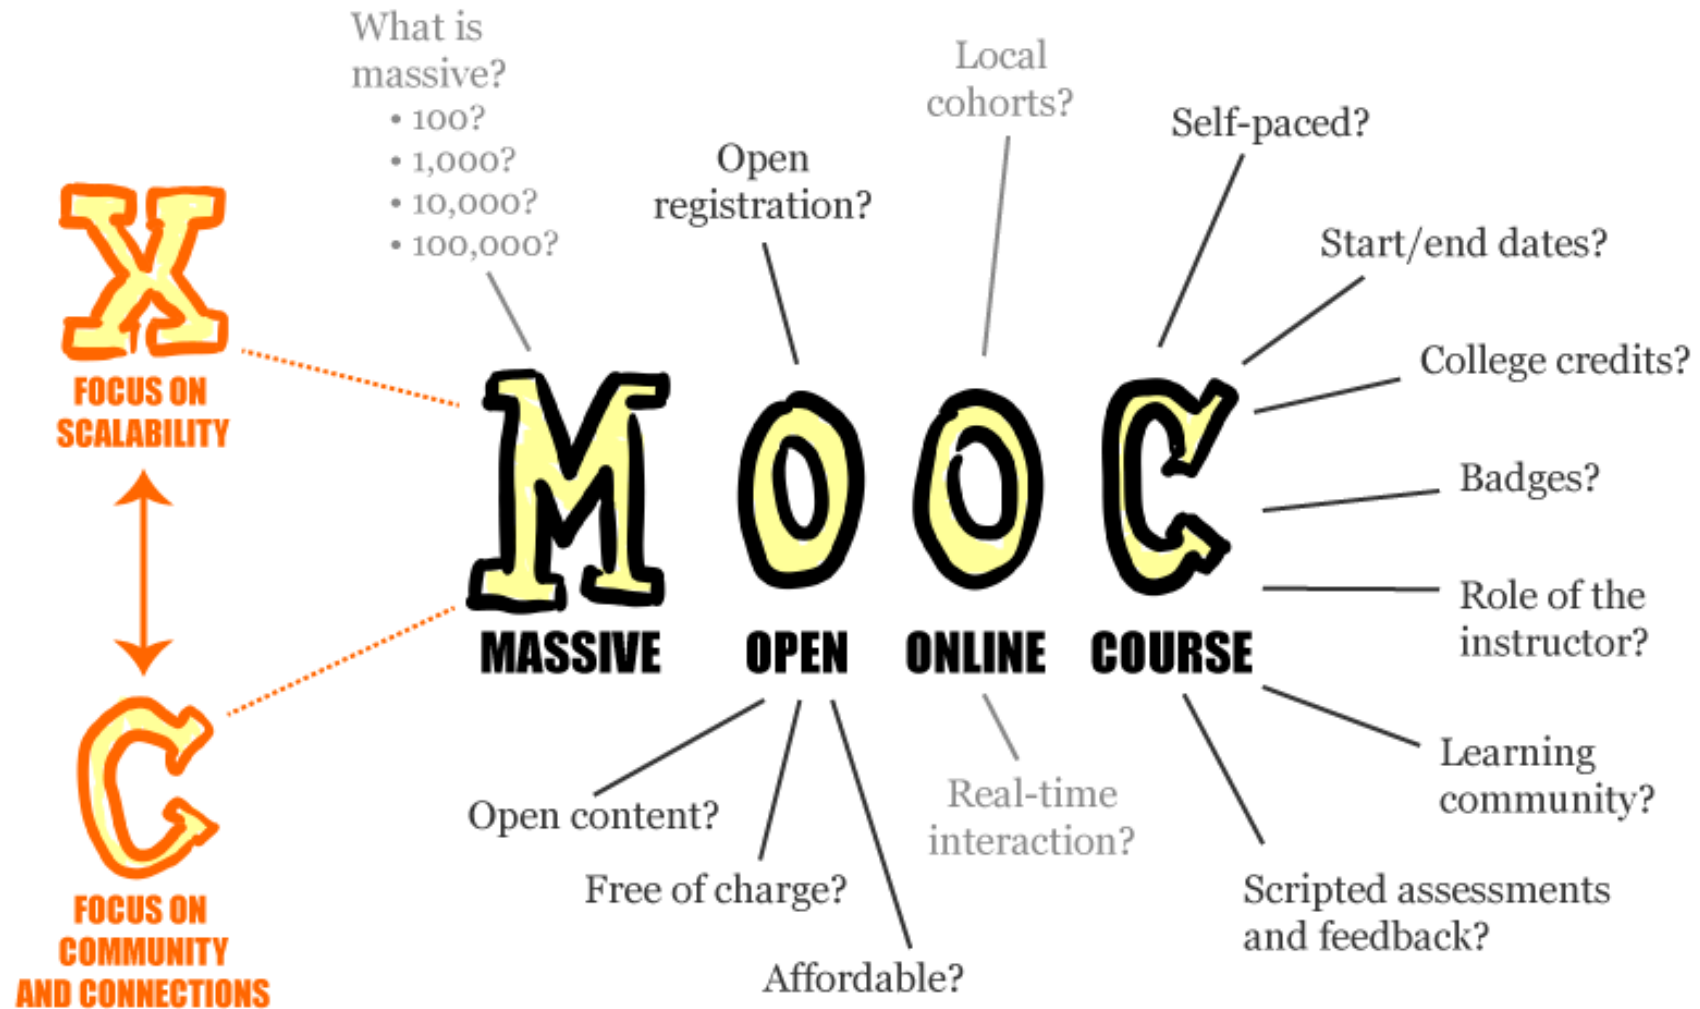 What is
massive?
• 100?
• 1,000?
• 10,000?
• 100,000?
Open
registration?
Local
cohorts?
Self-paced?
Start/end dates?
College credits?
Badges?
Role of the
instructor?
Learning
community?
Scripted assessments
and feedback?
X
FOCUS ON
SCALABILITY
C
FOCUS ON
COMMUNITY
AND CONNECTIONS
MOOC
MASSIVE OPEN ONLINE COURSE
Open content?
Free of charge?
Affordable?
Real-time
interaction?